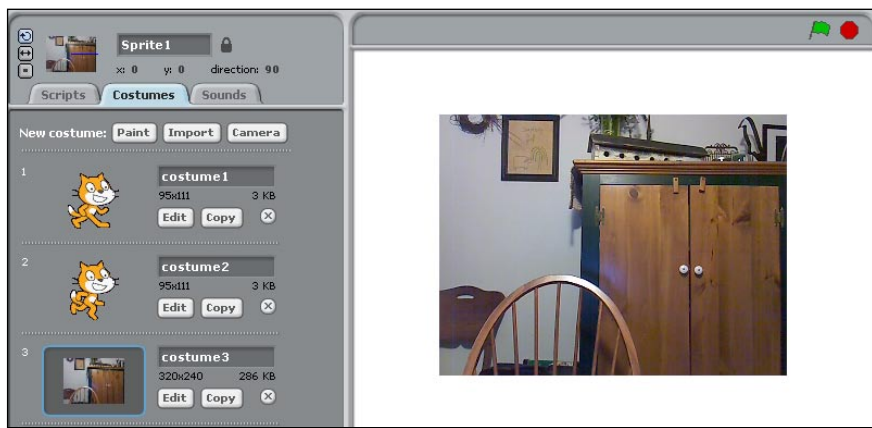 Sprite1
x: 0 y: 0 direction: 90
Scripts Costumes Sounds
New costume: Paint Import Camera
1
costume1
95x111 3 KB
Edit Copy
2
costume2
95x111 3 KB
Edit Copy
3
costume3
320x240 286 KB
Edit Copy